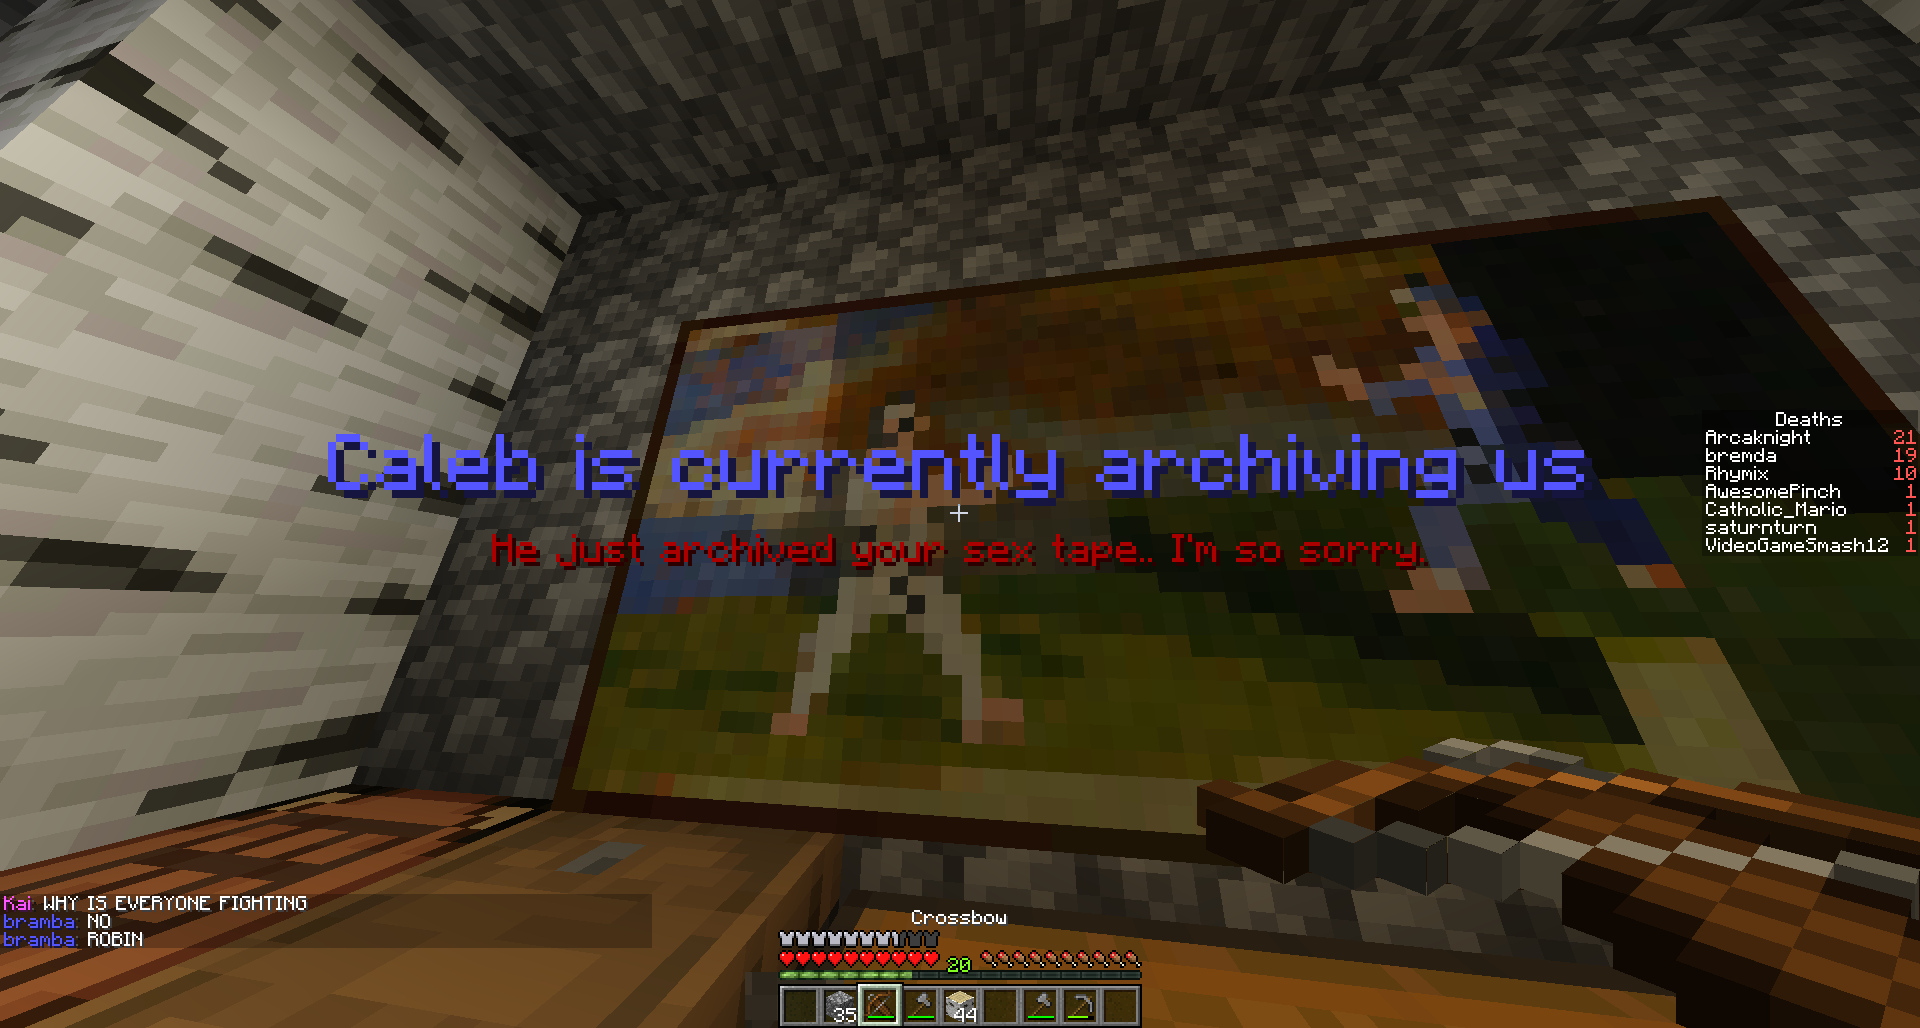 Caleb is currently archiving us
He just archived your sex tape.. I'm so sorry.
Deaths
Arcaknight 21
bremda 19
Rhymix 10
AwesomePinch 1
Catholic_Mario 1
saturnturn 1
VideoGameSmash12 1
Kai: WHY IS EVERYONE FIGHTING
bramba: NO
bramba: ROBIN
Crossbow
20
35
44